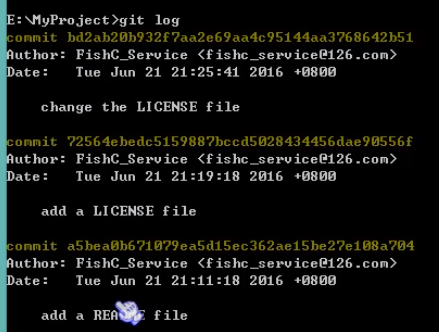 E:\MyProject>git log
commit bd2ab20b932f7aa2e69aa4c95144aa3768642b51
Author: FishC_Service <fishc_service@126.com>
Date:   Tue Jun 21 21:25:41 2016 +0800
change the LICENSE file
commit 72564ebedc5159887bccd5028434456dae90556f
Author: FishC_Service <fishc_service@126.com>
Date:   Tue Jun 21 21:19:18 2016 +0800
add a LICENSE file
commit a5bea0b671079ea5d15ec362ae15be27e108a704
Author: FishC_Service <fishc_service@126.com>
Date:   Tue Jun 21 21:11:18 2016 +0800
add a README file